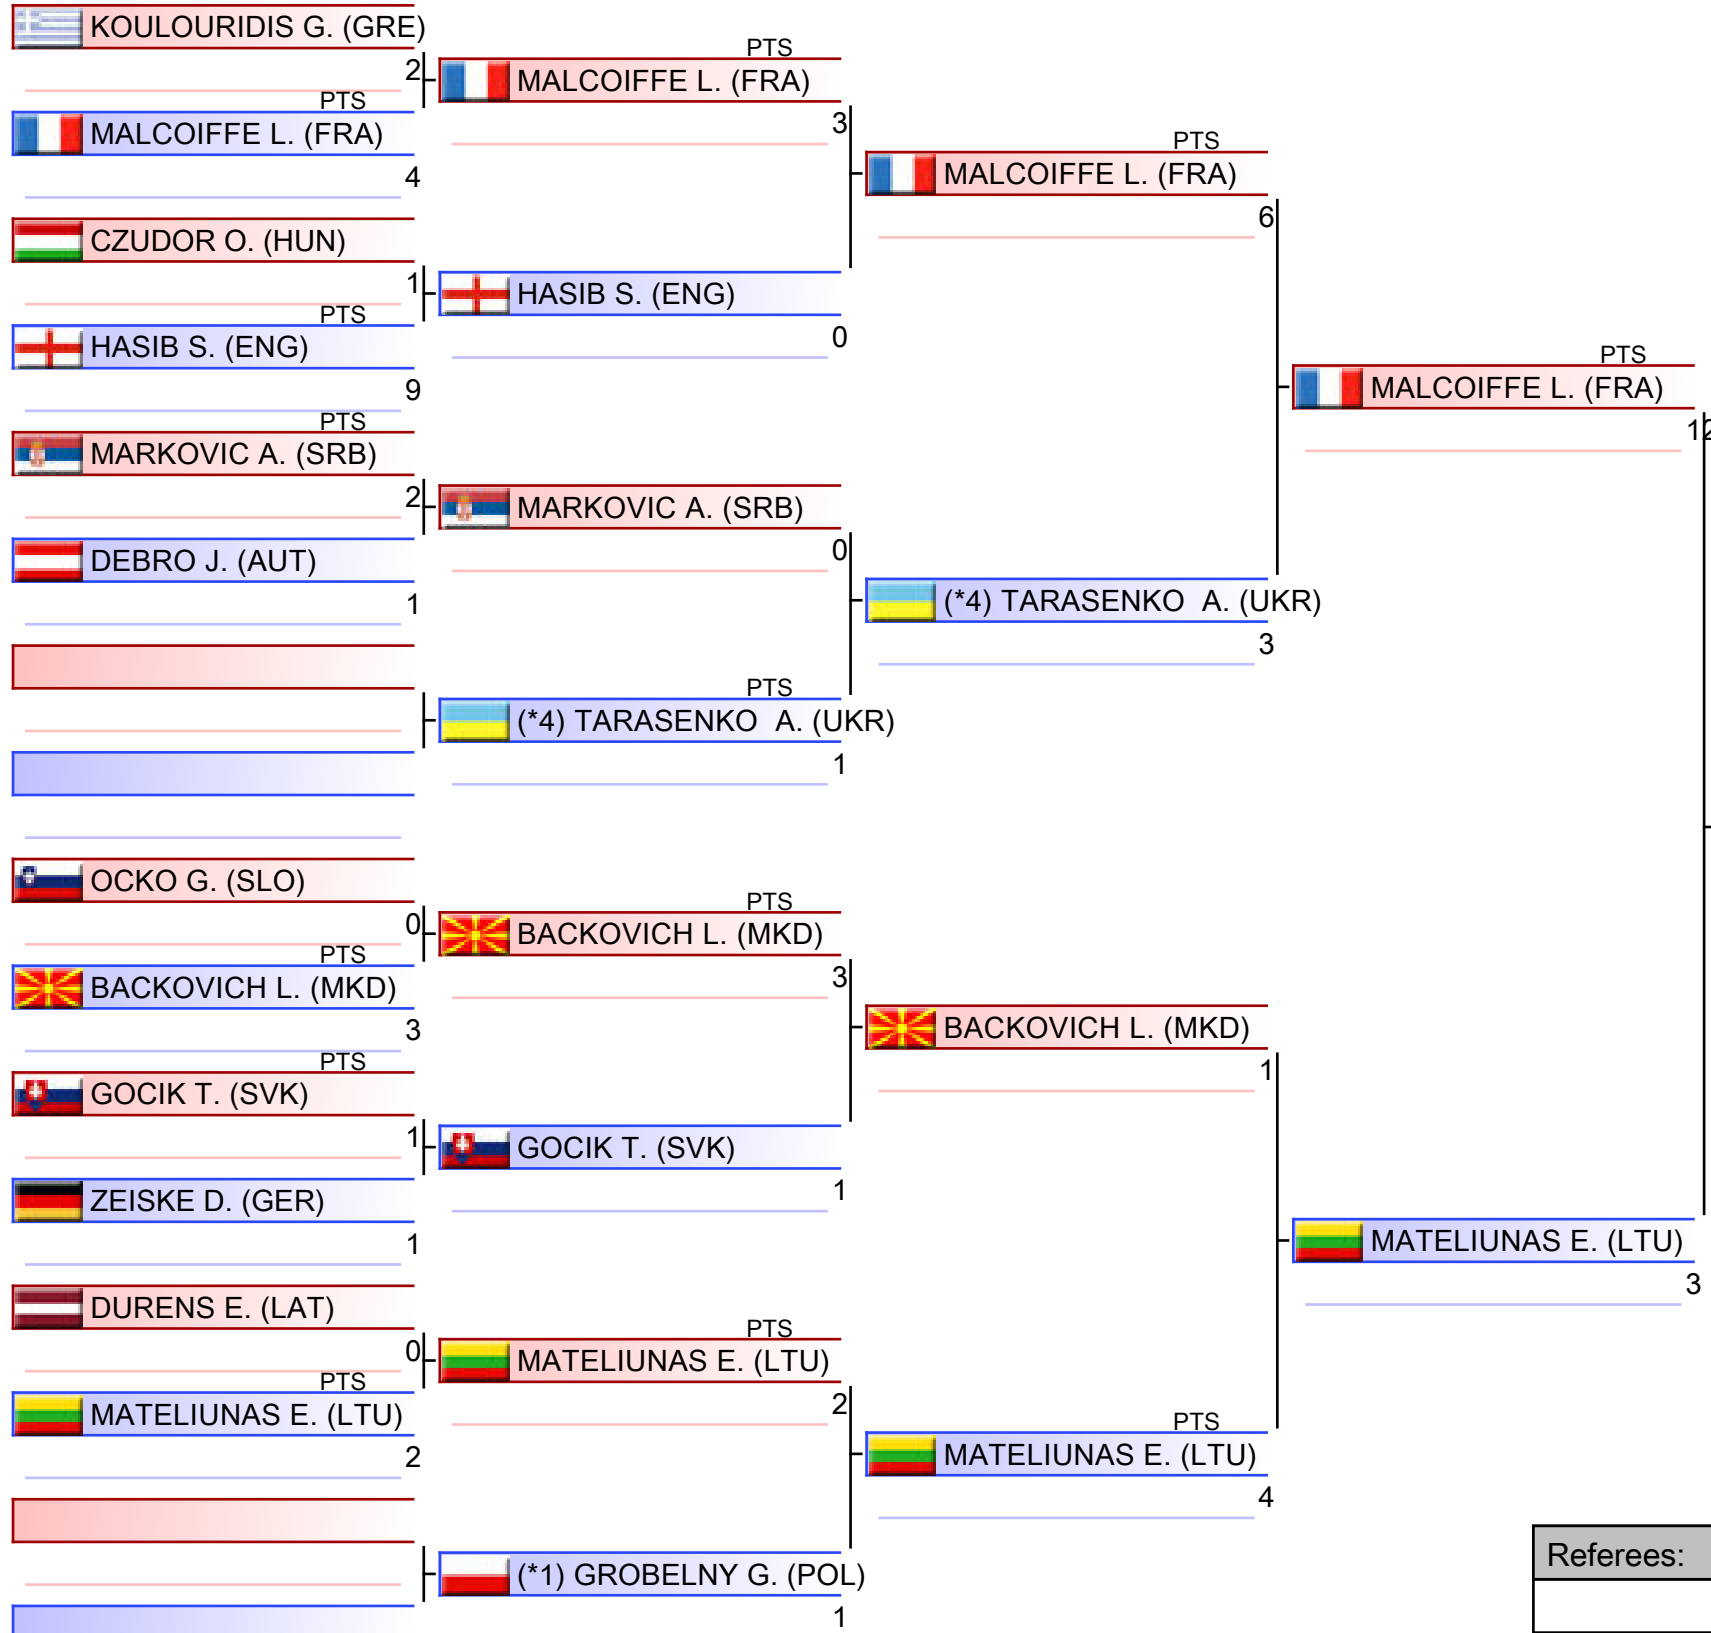 KOULOURIDIS G. (GRE)
2
PTS
MALCOIFFE L. (FRA)
4
CZUDOR O. (HUN)
1
PTS
HASIB S. (ENG)
9
PTS
MARKOVIC A. (SRB)
2
DEBRO J. (AUT)
1
OCKO G. (SLO)
0
PTS
BACKOVICH L. (MKD)
3
PTS
GOCIK T. (SVK)
1
ZEISKE D. (GER)
1
DURENS E. (LAT)
0
PTS
MATELIUNAS E. (LTU)
2
PTS
MALCOIFFE L. (FRA)
3
HASIB S. (ENG)
0
MARKOVIC A. (SRB)
0
PTS
(*4) TARASENKO A. (UKR)
1
PTS
BACKOVICH L. (MKD)
3
GOCIK T. (SVK)
1
PTS
MATELIUNAS E. (LTU)
2
(*1) GROBELNY G. (POL)
1
PTS
MALCOIFFE L. (FRA)
6
(*4) TARASENKO A. (UKR)
3
BACKOVICH L. (MKD)
1
PTS
MATELIUNAS E. (LTU)
4
PTS
MALCOIFFE L. (FRA)
12
MATELIUNAS E. (LTU)
3
Referees: